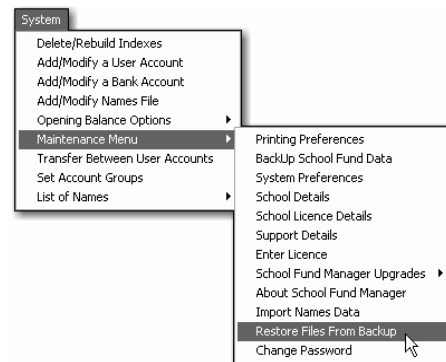 System
Delete/Rebuild Indexes
Add/Modify a User Account
Add/Modify a Bank Account
Add/Modify Names File
Opening Balance Options
Maintenance Menu
Transfer Between User Accounts
Set Account Groups
List of Names
Printing Preferences
BackUp School Fund Data
System Preferences
School Details
School Licence Details
Support Details
Enter Licence
School Fund Manager Upgrades
About School Fund Manager
Import Names Data
Restore Files From Backup
Change Password